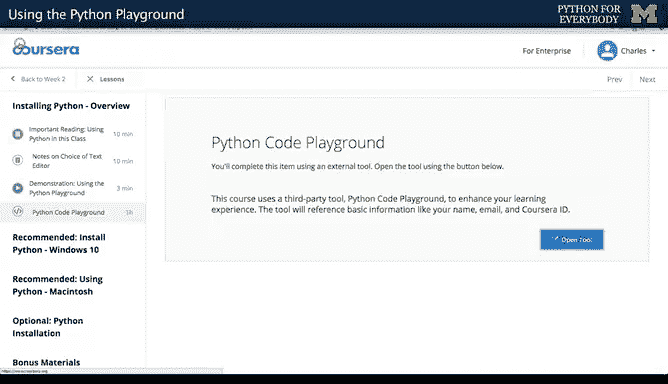 Using the Python Playground
PYTHON FOR
EVERYBODY
M
coursera
For Enterprise
Charles
Back to Week 2
Lessons
Prev
Next
Installing Python - Overview
Important Reading: Using
Python in this Class
10 min
Notes on Choice of Text
Editor
10 min
Demonstration: Using the
Python Playground
3 min
Python Code Playground
Python Code Playground
You'll complete this item using an external tool. Open the tool using the button below.
This course uses a third-party tool, Python Code Playground, to enhance your learning
experience. The tool will reference basic information like your name, email, and Coursera ID.
Open Tool
Recommended: Install
Python - Windows 10
Recommended: Using
Python - Macintosh
Optional: Python
Installation
Bonus Materials